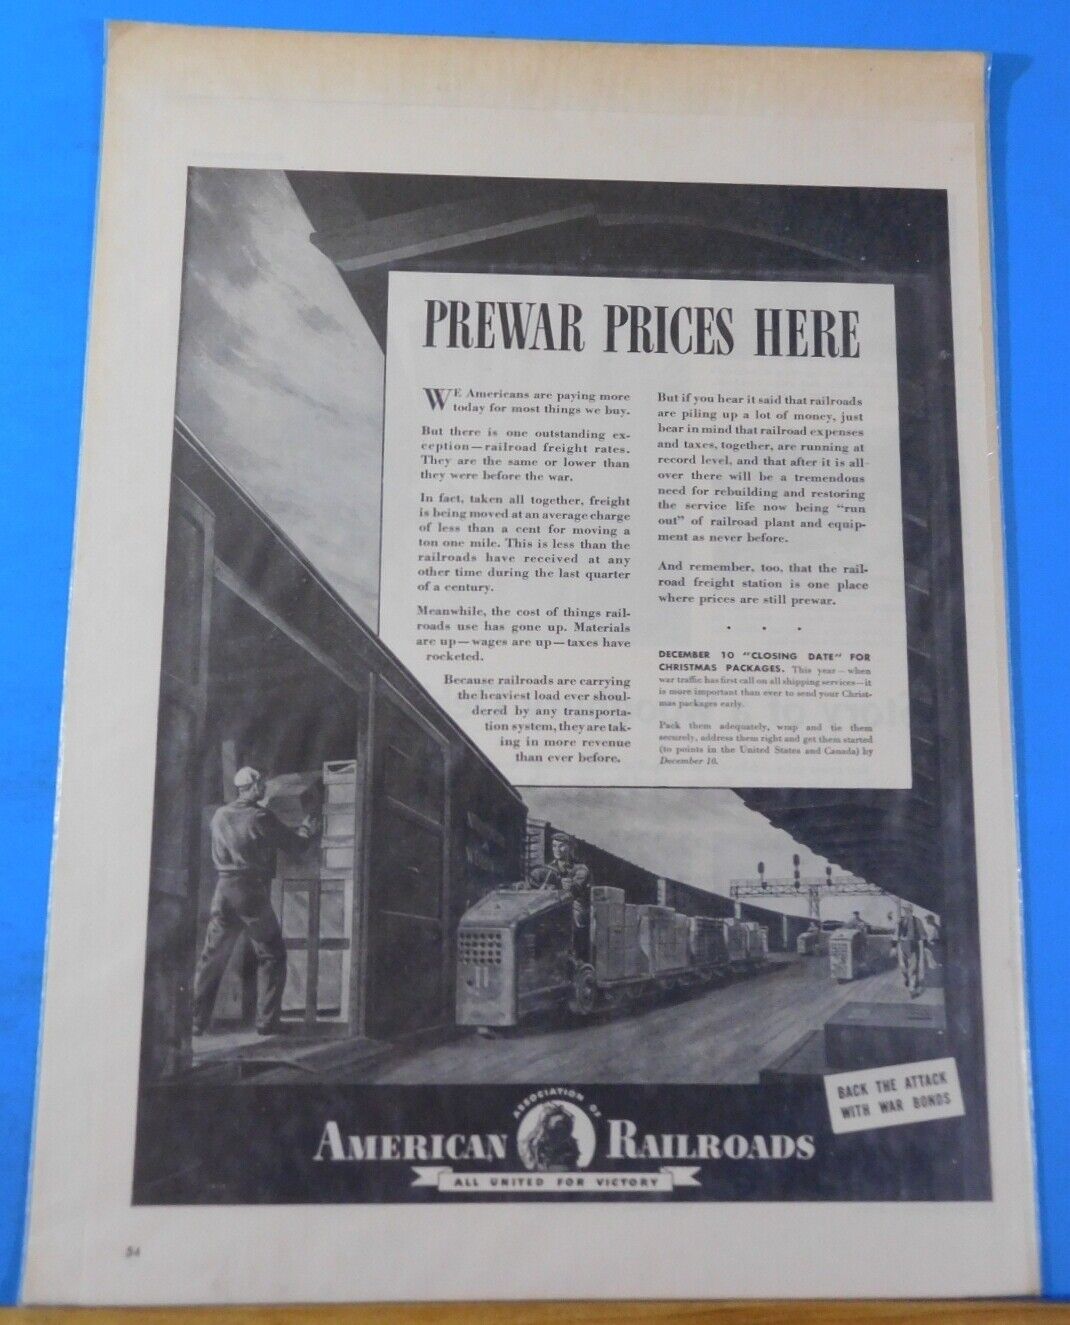 PREWAR PRICES HERE
WE Americans are paying more
today for most things we buy.
But there is one outstanding ex-
ception—railroad freight rates.
They are the same or lower than
they were before the war.
In fact, taken all together, freight
is being moved at an average charge
of less than a cent for moving a
ton one mile. This is less than the
railroads have received at any
other time during the last quarter
of a century.
Meanwhile, the cost of things rail-
roads use has gone up. Materials
are up—wages are up—taxes have
rocketed.
Because railroads are carrying
the heaviest load ever shoul-
dered by any transporta-
tion system, they are tak-
ing in more revenue
than ever before.
But if you hear it said that railroads
are piling up a lot of money, just
bear in mind that railroad expenses
and taxes, together, are running at
record level, and that after it is all
over there will be a tremendous
need for rebuilding and restoring
the service life now being "run
out" of railroad plant and equip-
ment as never before.
And remember, too, that the rail-
road freight station is one place
where prices are still prewar.
• • •
DECEMBER 10 "CLOSING DATE" FOR
CHRISTMAS PACKAGES. This year—when
war traffic has first call on all shipping services—it
is more important than ever to send your Christ-
mas packages early.
Pack them adequately, wrap and tie them
securely, address them right and get them started
(to points in the United States and Canada) by
December 10.
BACK THE ATTACK
WITH WAR BONDS
ASSOCIATION OF
AMERICAN RAILROADS
ALL UNITED FOR VICTORY
54